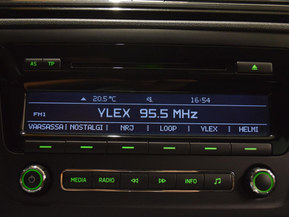 AS TP
20.5°C 16:54
FM1 YLEX 95.5 MHz
VARSASSA| NOSTALGI | NRJ | LOOP | YLEX | HELMI
MEDIA RADIO INFO